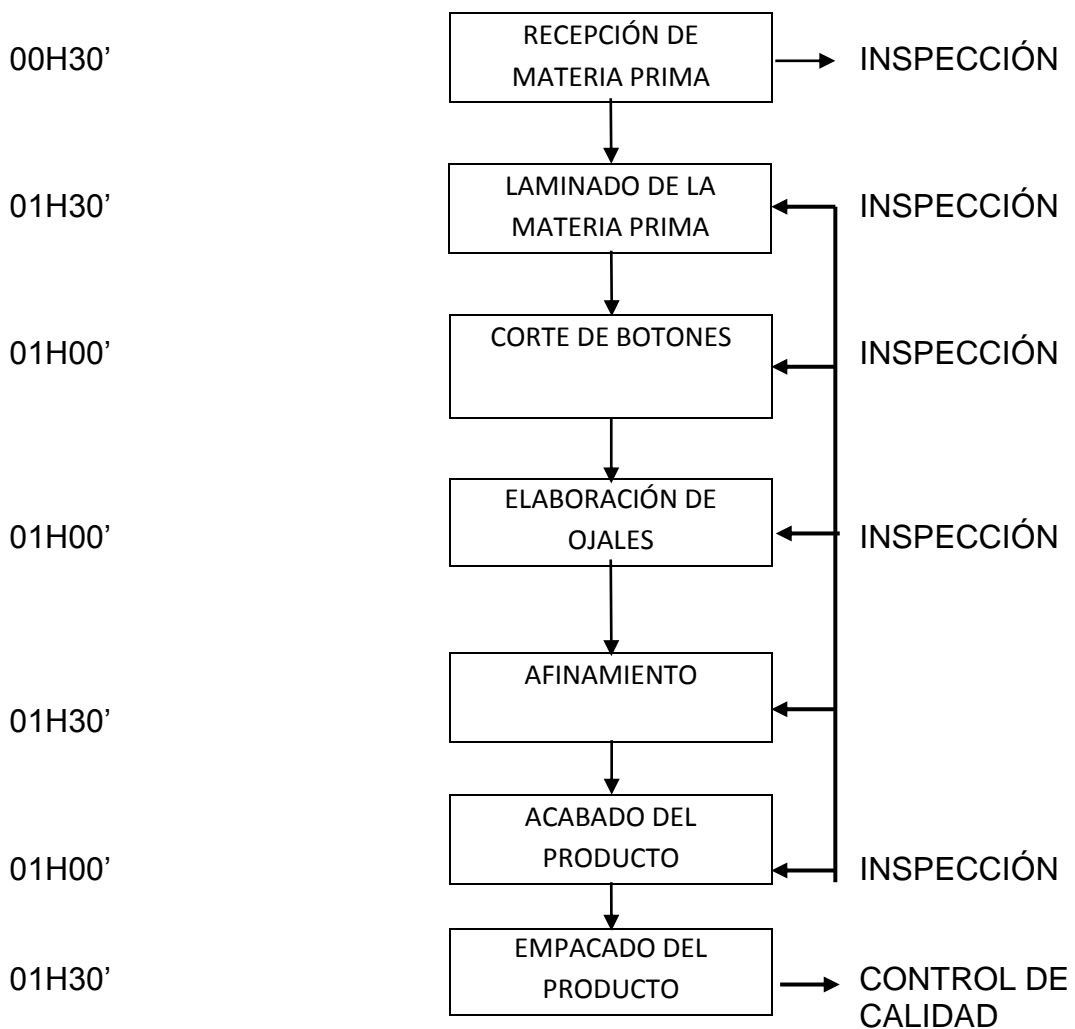 00H30’
RECEPCIÓN DE
MATERIA PRIMA
INSPECCIÓN
01H30’
LAMINADO DE LA
MATERIA PRIMA
INSPECCIÓN
01H00’
CORTE DE BOTONES
INSPECCIÓN
01H00’
ELABORACIÓN DE
OJALES
INSPECCIÓN
01H30’
AFINAMIENTO
01H00’
ACABADO DEL
PRODUCTO
INSPECCIÓN
01H30’
EMPACADO DEL
PRODUCTO
CONTROL DE
CALIDAD